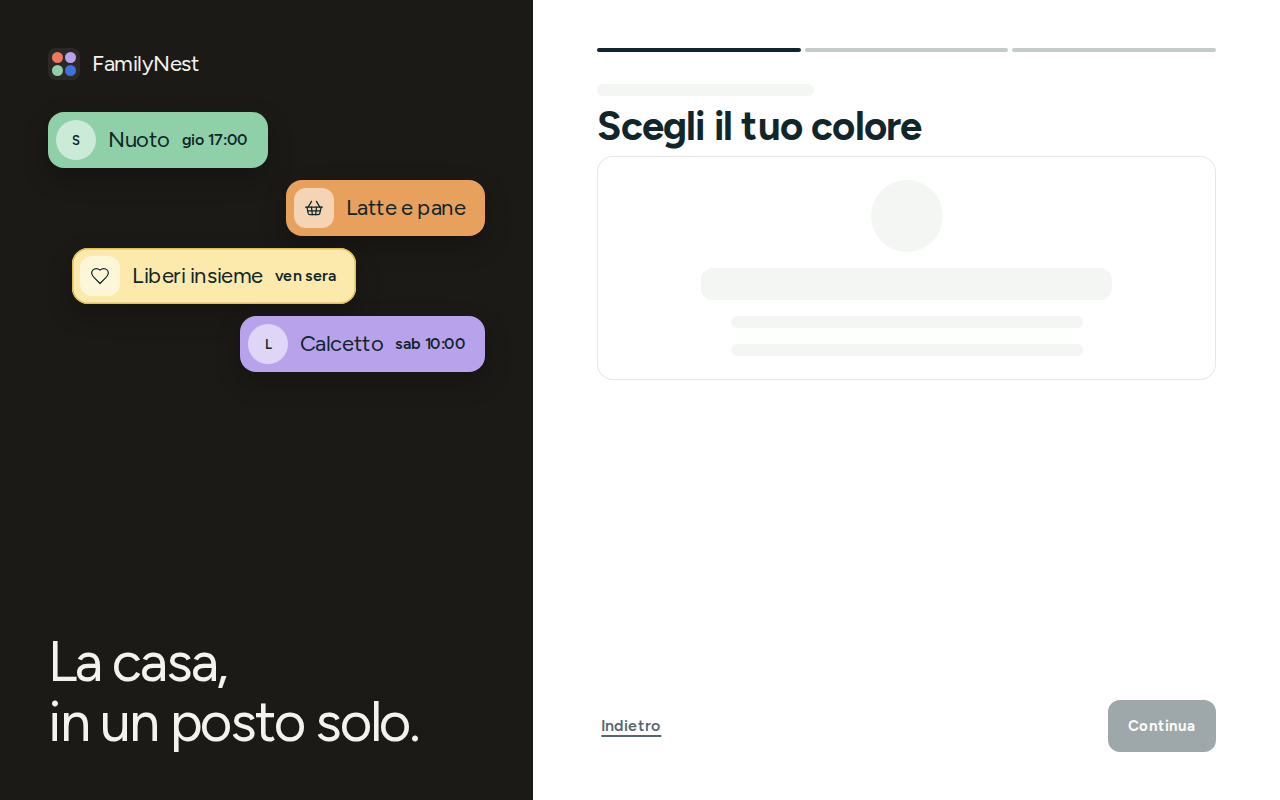 FamilyNest
S Nuoto gio 17:00
Latte e pane
Liberi insieme ven sera
L Calcetto sab 10:00
La casa,
in un posto solo.
Scegli il tuo colore
Indietro
Continua